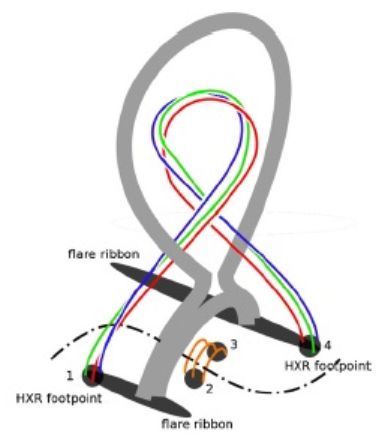 flare ribbon
3
4
HXR footpoint
1
2
HXR footpoint
flare ribbon